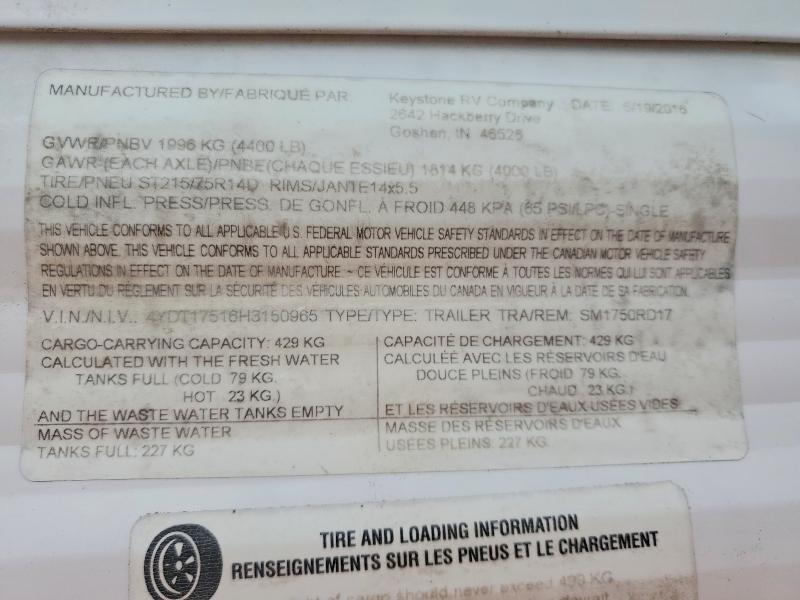 MANUFACTURED BY/FABRIQUÉ PAR: Keystone RV Company DATE: 5/19/2016
2642 Hackberry Drive
Goshen, IN 46526
GVWR/PNBV 1996 KG (4400 LB)
GAWR (EACH AXLE)/PNBE(CHAQUE ESSIEU) 1814 KG (4000 LB)
TIRE/PNEU ST215/75R14D RIMS/JANTE14x5.5
COLD INFL. PRESS/PRESS. DE GONFL. À FROID 448 KPA (65 PSI/LPC)-SINGLE
THIS VEHICLE CONFORMS TO ALL APPLICABLE U.S. FEDERAL MOTOR VEHICLE SAFETY STANDARDS IN EFFECT ON THE DATE OF MANUFACTURE
SHOWN ABOVE. THIS VEHICLE CONFORMS TO ALL APPLICABLE STANDARDS PRESCRIBED UNDER THE CANADIAN MOTOR VEHICLE SAFETY
REGULATIONS IN EFFECT ON THE DATE OF MANUFACTURE - CE VÉHICULE EST CONFORME À TOUTES LES NORMES QUI LUI SONT APPLICABLES
EN VERTU DU RÈGLEMENT SUR LA SÉCURITÉ DES VÉHICULES AUTOMOBILES DU CANADA EN VIGUEUR À LA DATE DE SA FABRICATION.
V.I.N./N.I.V.. 4YDT17516H3150965 TYPE/TYPE: TRAILER TRA/REM: SM1750RD17
CARGO-CARRYING CAPACITY: 429 KG
CALCULATED WITH THE FRESH WATER
TANKS FULL (COLD 79 KG.
HOT 23 KG.)
AND THE WASTE WATER TANKS EMPTY
MASS OF WASTE WATER
TANKS FULL: 227 KG
CAPACITÉ DE CHARGEMENT: 429 KG
CALCULÉE AVEC LES RÉSERVOIRS D'EAU
DOUCE PLEINS (FROID 79 KG.
CHAUD 23 KG.)
ET LES RÉSERVOIRS D'EAUX USÉES VIDES
MASSE DES RÉSERVOIRS D'EAUX
USÉES PLEINS: 227 KG.
TIRE AND LOADING INFORMATION
RENSEIGNEMENTS SUR LES PNEUS ET LE CHARGEMENT
of cargo should never exceed 429 KG